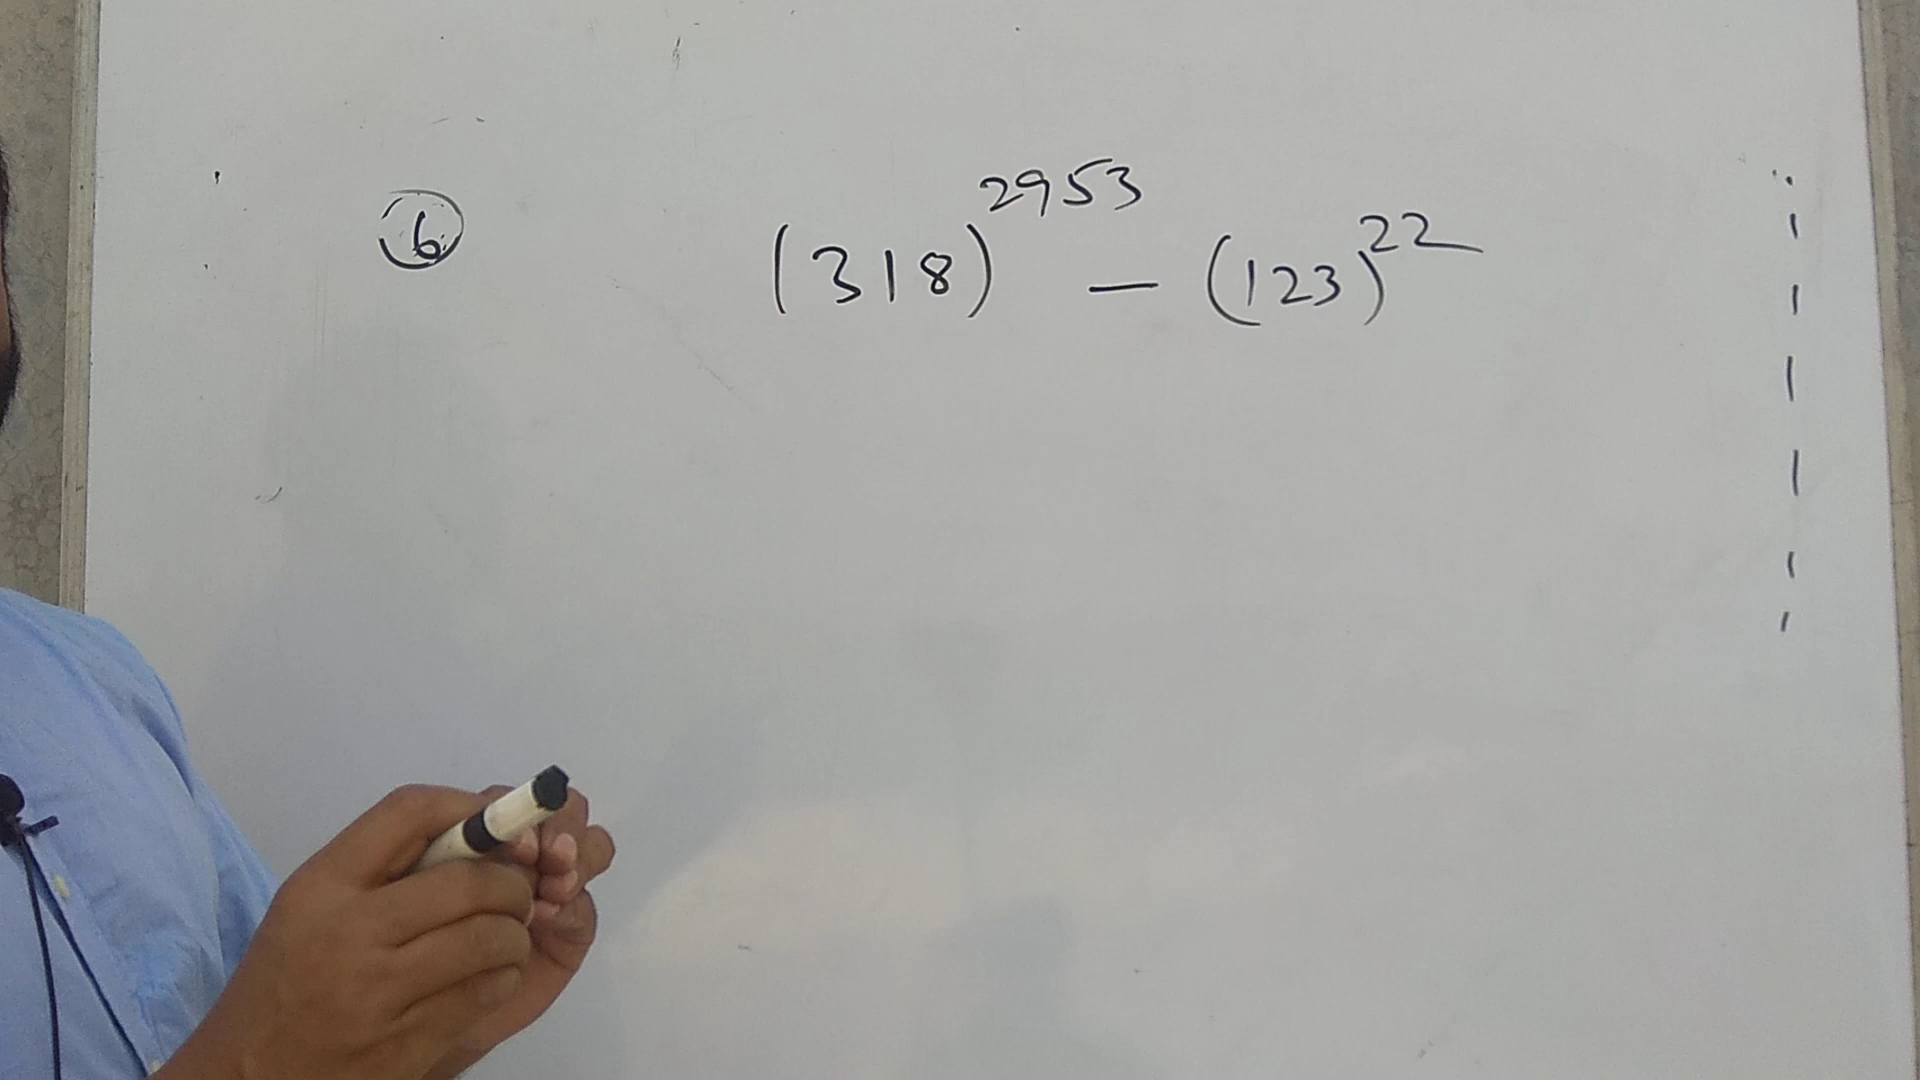 ⑥ (318)²⁹⁵³ — (123)²²